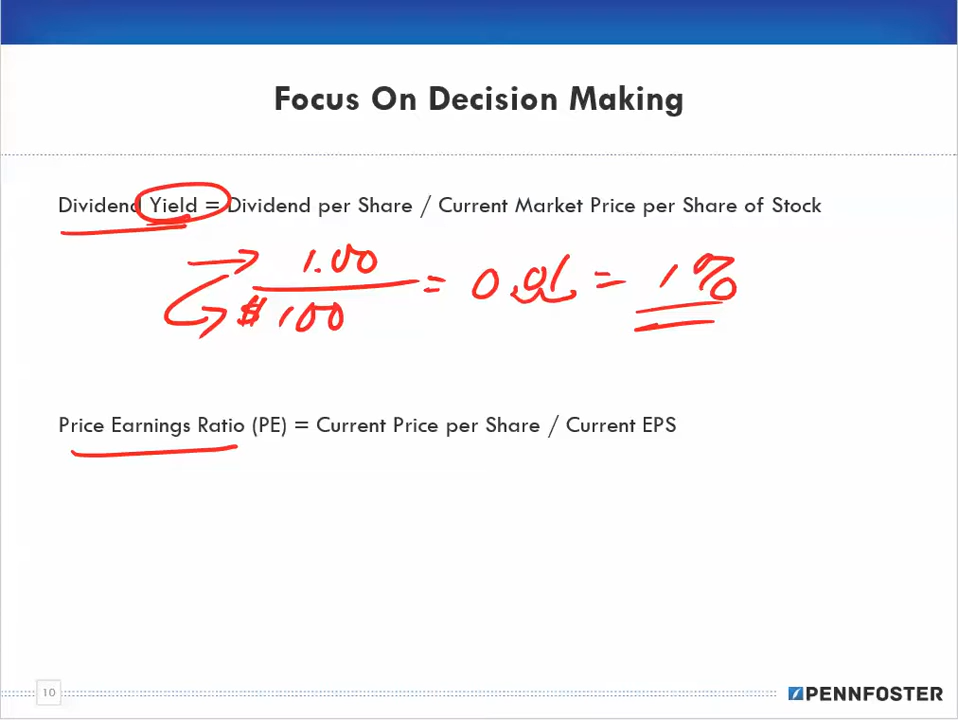 Focus On Decision Making
Dividend Yield = Dividend per Share / Current Market Price per Share of Stock
1.00
= 0.01 = 1%
$100
Price Earnings Ratio (PE) = Current Price per Share / Current EPS
10
PENNFOSTER